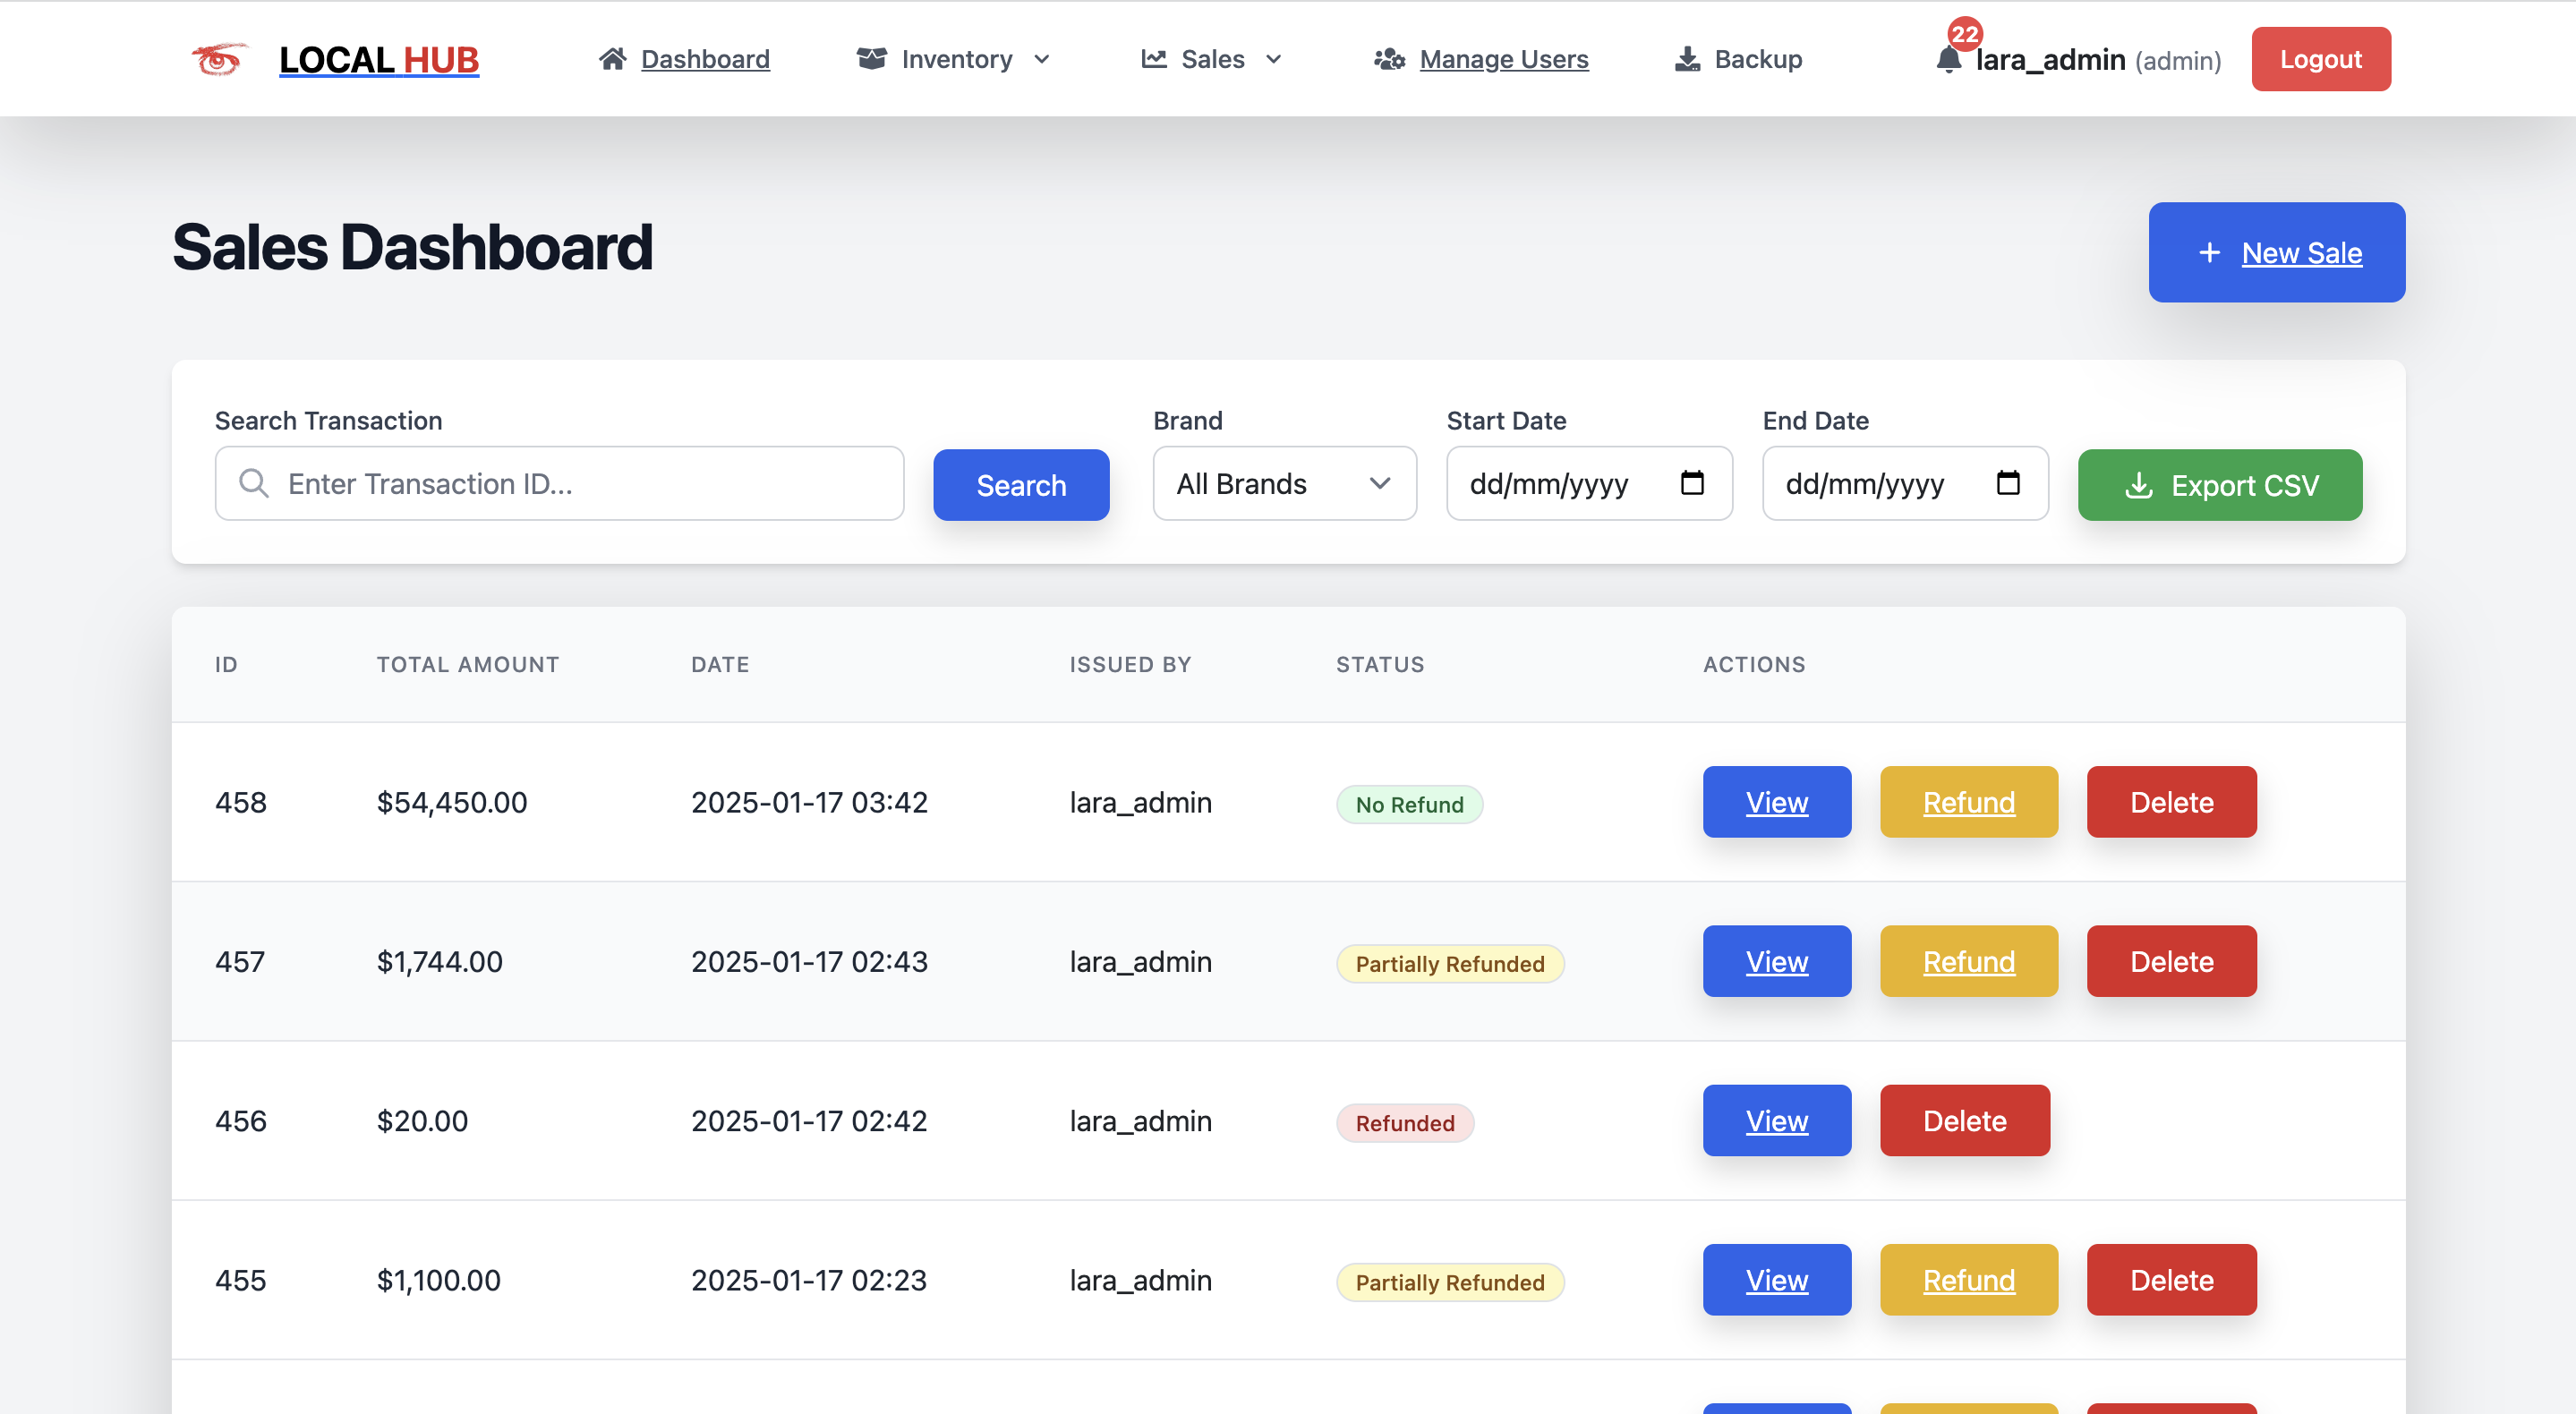 LOCAL HUB
Dashboard
Inventory
Sales
Manage Users
Backup
22
lara_admin (admin)
Logout
Sales Dashboard
+ New Sale
Search Transaction
Enter Transaction ID...
Search
Brand
All Brands
Start Date
dd/mm/yyyy
End Date
dd/mm/yyyy
Export CSV
ID TOTAL AMOUNT DATE ISSUED BY STATUS ACTIONS
458 $54,450.00 2025-01-17 03:42 lara_admin No Refund View Refund Delete
457 $1,744.00 2025-01-17 02:43 lara_admin Partially Refunded View Refund Delete
456 $20.00 2025-01-17 02:42 lara_admin Refunded View Delete
455 $1,100.00 2025-01-17 02:23 lara_admin Partially Refunded View Refund Delete